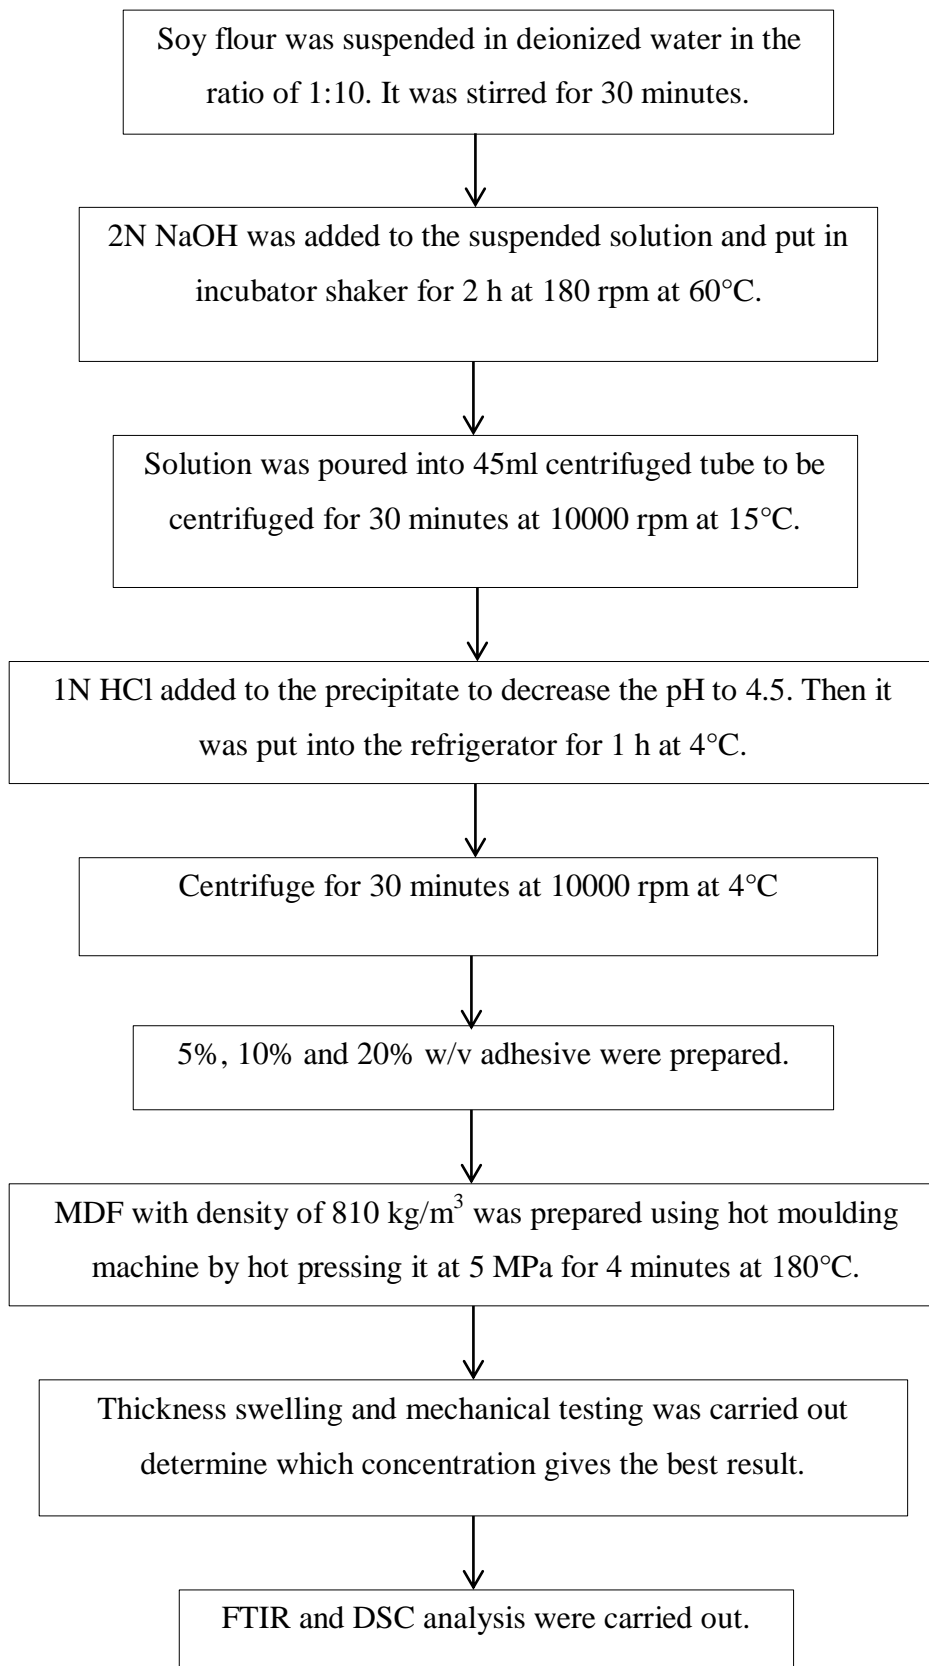 Soy flour was suspended in deionized water in the
ratio of 1:10. It was stirred for 30 minutes.
2N NaOH was added to the suspended solution and put in
incubator shaker for 2 h at 180 rpm at 60°C.
Solution was poured into 45ml centrifuged tube to be
centrifuged for 30 minutes at 10000 rpm at 15°C.
1N HCl added to the precipitate to decrease the pH to 4.5. Then it
was put into the refrigerator for 1 h at 4°C.
Centrifuge for 30 minutes at 10000 rpm at 4°C
5%, 10% and 20% w/v adhesive were prepared.
MDF with density of 810 kg/m³ was prepared using hot moulding
machine by hot pressing it at 5 MPa for 4 minutes at 180°C.
Thickness swelling and mechanical testing was carried out
determine which concentration gives the best result.
FTIR and DSC analysis were carried out.